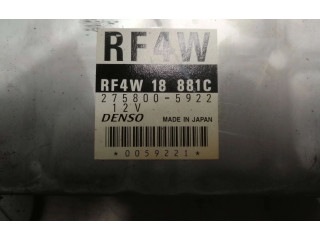 RF4W
RF4W 18 881C
275800-5922
12V
DENSO MADE IN JAPAN
*0059221*